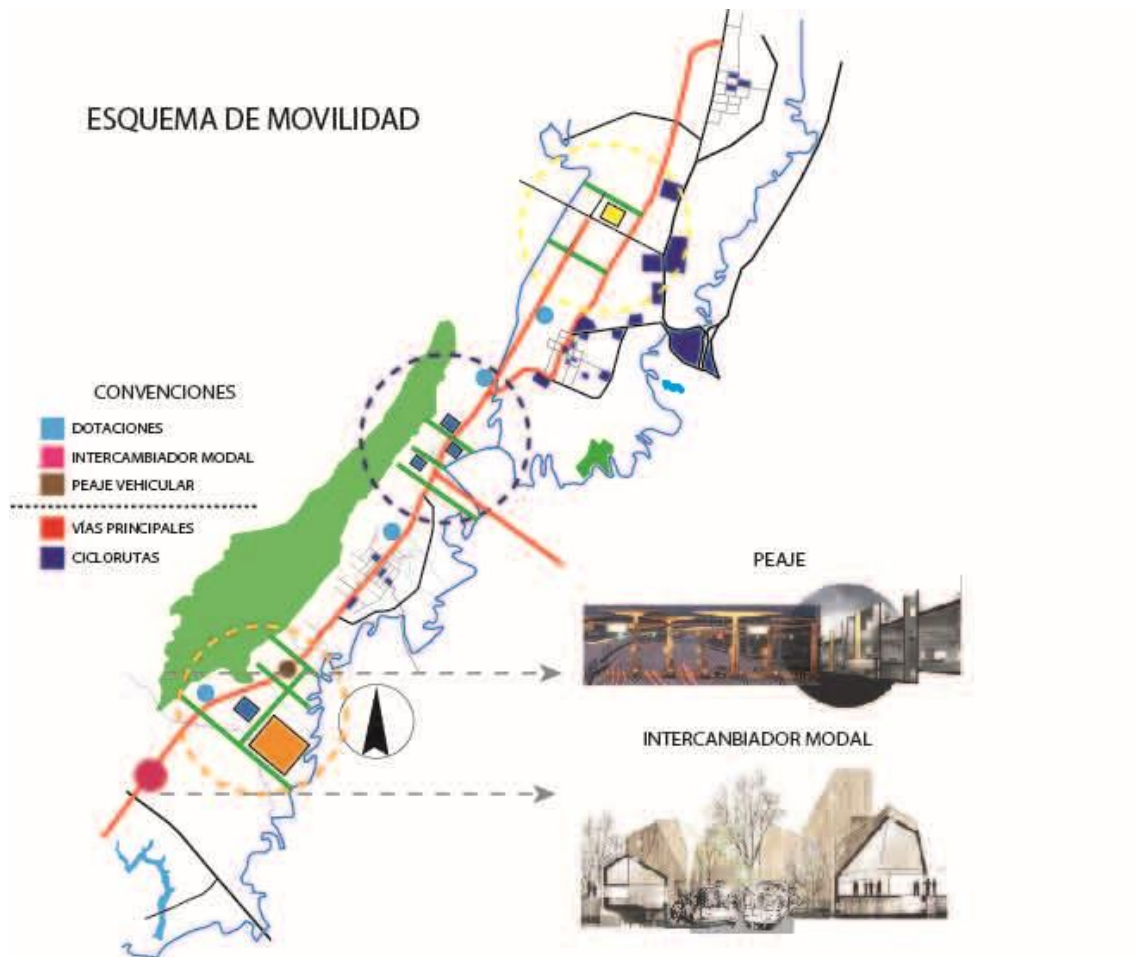 ESQUEMA DE MOVILIDAD
CONVENCIONES
DOTACIONES
INTERCAMBIADOR MODAL
PEAJE VEHICULAR
VÍAS PRINCIPALES
CICLORUTAS
PEAJE
INTERCANBIADOR MODAL